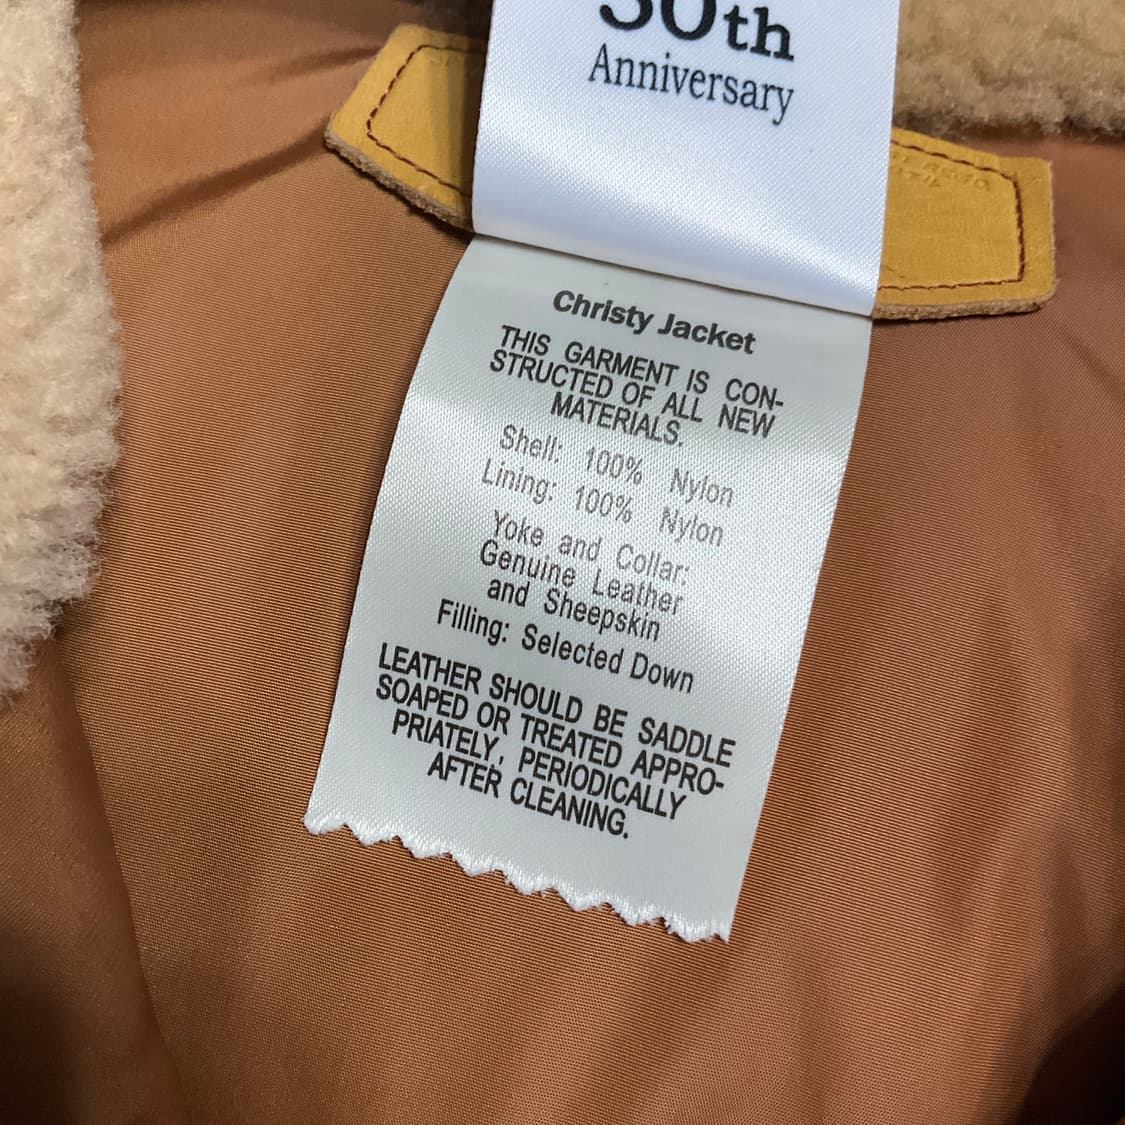 30th
Anniversary
Christy Jacket
THIS GARMENT IS CON-
STRUCTED OF ALL NEW
MATERIALS.
Shell: 100% Nylon
Lining: 100% Nylon
Yoke and Collar:
Genuine Leather
and Sheepskin
Filling: Selected Down
LEATHER SHOULD BE SADDLE
SOAPED OR TREATED APPRO-
PRIATELY, PERIODICALLY
AFTER CLEANING.